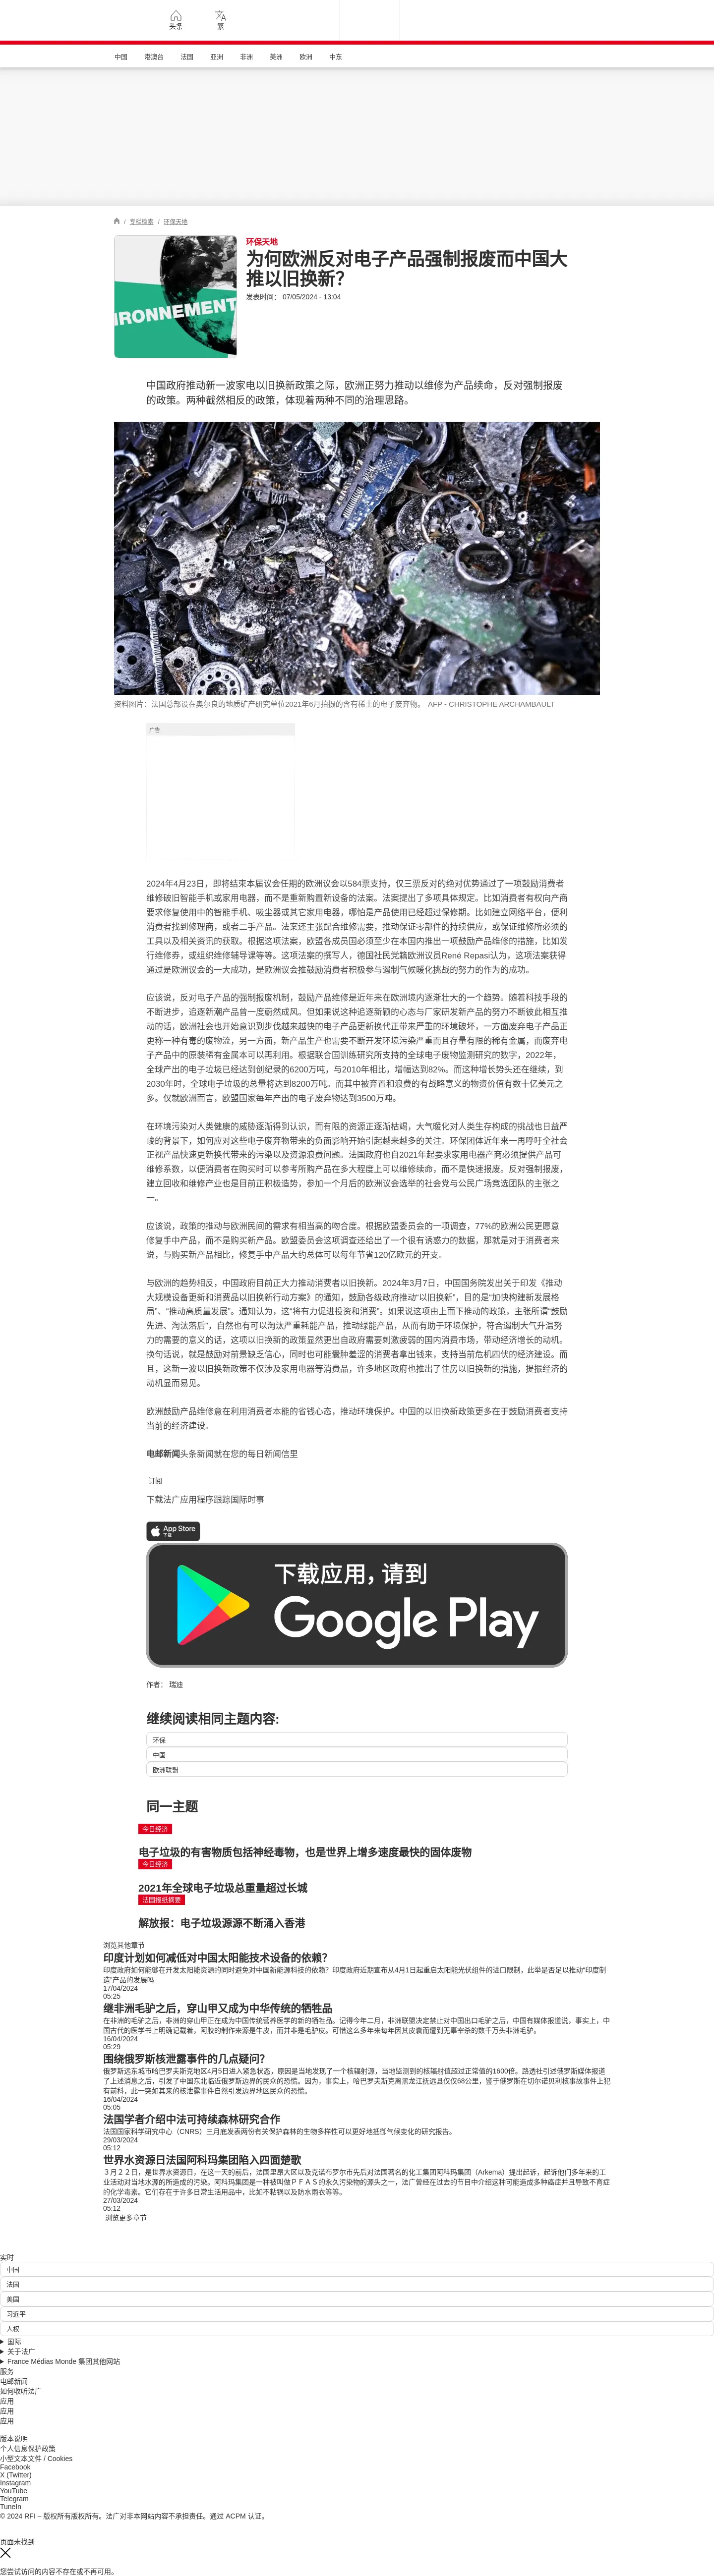 头条
繁
中国
港澳台
法国
亚洲
非洲
美洲
欧洲
中东
/ 专栏检索 / 环保天地
IRONNEMENT
环保天地
为何欧洲反对电子产品强制报废而中国大
推以旧换新?
发表时间： 07/05/2024 - 13:04
中国政府推动新一波家电以旧换新政策之际，欧洲正努力推动以维修为产品续命，反对强制报废
的政策。两种截然相反的政策，体现着两种不同的治理思路。
资料图片：法国总部设在奥尔良的地质矿产研究单位2021年6月拍摄的含有稀土的电子废弃物。 AFP - CHRISTOPHE ARCHAMBAULT
广告
2024年4月23日，即将结束本届议会任期的欧洲议会以584票支持，仅三票反对的绝对优势通过了一项鼓励消费者
维修破旧智能手机或家用电器，而不是重新购置新设备的法案。法案提出了多项具体规定。比如消费者有权向产商
要求修复使用中的智能手机、吸尘器或其它家用电器，哪怕是产品使用已经超过保修期。比如建立网络平台，便利
消费者找到修理商，或者二手产品。法案还主张配合维修需要，推动保证零部件的持续供应，或保证维修所必须的
工具以及相关资讯的获取。根据这项法案，欧盟各成员国必须至少在本国内推出一项鼓励产品维修的措施，比如发
行维修券，或组织维修辅导课等等。这项法案的撰写人，德国社民党籍欧洲议员René Repasi认为，这项法案获得
通过是欧洲议会的一大成功，是欧洲议会推鼓励消费者积极参与遏制气候暖化挑战的努力的作为的成功。
应该说，反对电子产品的强制报废机制，鼓励产品维修是近年来在欧洲境内逐渐壮大的一个趋势。随着科技手段的
不断进步，追逐新潮产品曾一度蔚然成风。但如果说这种追逐新颖的心态与厂家研发新产品的努力不断彼此相互推
动的话，欧洲社会也开始意识到步伐越来越快的电子产品更新换代正带来严重的环境破坏，一方面废弃电子产品正
更称一种有毒的废物流，另一方面，新产品生产也需要不断开发环境污染严重而且存量有限的稀有金属，而废弃电
子产品中的原装稀有金属本可以再利用。根据联合国训练研究所支持的全球电子废物监测研究的数字，2022年，
全球产出的电子垃圾已经达到创纪录的6200万吨，与2010年相比，增幅达到82%。而这种增长势头还在继续，到
2030年时，全球电子垃圾的总量将达到8200万吨。而其中被弃置和浪费的有战略意义的物资价值有数十亿美元之
多。仅就欧洲而言，欧盟国家每年产出的电子废弃物达到3500万吨。
在环境污染对人类健康的威胁逐渐得到认识，而有限的资源正逐渐枯竭，大气暖化对人类生存构成的挑战也日益严
峻的背景下，如何应对这些电子废弃物带来的负面影响开始引起越来越多的关注。环保团体近年来一再呼吁全社会
正视产品快速更新换代带来的污染以及资源浪费问题。法国政府也自2021年起要求家用电器产商必须提供产品可
维修系数，以便消费者在购买时可以参考所购产品在多大程度上可以维修续命，而不是快速报废。反对强制报废，
建立回收和维修产业也是目前正积极造势，参加一个月后的欧洲议会选举的社会党与公民广场竞选团队的主张之
一。
应该说，政策的推动与欧洲民间的需求有相当高的吻合度。根据欧盟委员会的一项调查，77%的欧洲公民更愿意
修复手中产品，而不是购买新产品。欧盟委员会这项调查还给出了一个很有诱惑力的数据，那就是对于消费者来
说，与购买新产品相比，修复手中产品大约总体可以每年节省120亿欧元的开支。
与欧洲的趋势相反，中国政府目前正大力推动消费者以旧换新。2024年3月7日，中国国务院发出关于印发《推动
大规模设备更新和消费品以旧换新行动方案》的通知，鼓励各级政府推动“以旧换新”，目的是“加快构建新发展格
局”、“推动高质量发展”。通知认为，这“将有力促进投资和消费”。如果说这项由上而下推动的政策，主张所谓“鼓励
先进、淘汰落后”，自然也有可以淘汰严重耗能产品，推动绿能产品，从而有助于环境保护，符合遏制大气升温努
力的需要的意义的话，这项以旧换新的政策显然更出自政府需要刺激疲弱的国内消费市场，带动经济增长的动机。
换句话说，就是鼓励对前景缺乏信心，同时也可能囊肿羞涩的消费者拿出钱来，支持当前危机四伏的经济建设。而
且，这新一波以旧换新政策不仅涉及家用电器等消费品，许多地区政府也推出了住房以旧换新的措施，提振经济的
动机显而易见。
欧洲鼓励产品维修意在利用消费者本能的省钱心态，推动环境保护。中国的以旧换新政策更多在于鼓励消费者支持
当前的经济建设。
电邮新闻头条新闻就在您的每日新闻信里
订阅
下载法广应用程序跟踪国际时事
App Store
下载
下载应用，请到
Google Play
作者： 瑞迪
继续阅读相同主题内容:
环保
中国
欧洲联盟
同一主题
今日经济
电子垃圾的有害物质包括神经毒物，也是世界上增多速度最快的固体废物
今日经济
2021年全球电子垃圾总重量超过长城
法国报纸摘要
解放报：电子垃圾源源不断涌入香港
浏览其他章节
印度计划如何减低对中国太阳能技术设备的依赖?
印度政府如何能够在开发太阳能资源的同时避免对中国新能源科技的依赖？印度政府近期宣布从4月1日起重启太阳能光伏组件的进口限制，此举是否足以推动“印度制
造”产品的发展吗
17/04/2024
05:25
继非洲毛驴之后，穿山甲又成为中华传统的牺牲品
在非洲的毛驴之后，非洲的穿山甲正在成为中国传统营养医学的新的牺牲品。记得今年二月，非洲联盟决定禁止对中国出口毛驴之后，中国有媒体报道说，事实上，中
国古代的医学书上明确记载着，阿胶的制作来源是牛皮，而并非是毛驴皮。可惜这么多年来每年因其皮囊而遭到无辜宰杀的数千万头非洲毛驴。
16/04/2024
05:29
围绕俄罗斯核泄露事件的几点疑问?
俄罗斯远东城市哈巴罗夫斯克地区4月5日进入紧急状态，原因是当地发现了一个核辐射源，当地监测到的核辐射值超过正常值的1600倍。路透社引述俄罗斯媒体报道
了上述消息之后，引发了中国东北临近俄罗斯边界的民众的恐慌。因为，事实上，哈巴罗夫斯克离黑龙江抚远县仅仅68公里，鉴于俄罗斯在切尔诺贝利核事故事件上犯
有前科，此一突如其来的核泄露事件自然引发边界地区民众的恐慌。
16/04/2024
05:05
法国学者介绍中法可持续森林研究合作
法国国家科学研究中心（CNRS）三月底发表两份有关保护森林的生物多样性可以更好地抵御气候变化的研究报告。
29/03/2024
05:12
世界水资源日法国阿科玛集团陷入四面楚歌
３月２２日，是世界水资源日，在这一天的前后，法国里昂大区以及克诺布罗尔市先后对法国著名的化工集团阿科玛集团（Arkema）提出起诉，起诉他们多年来的工
业活动对当地水源的所造成的污染。阿科玛集团是一种被叫做ＰＦＡＳ的永久污染物的源头之一，法广曾经在过去的节目中介绍这种可能造成多种癌症并且导致不育症
的化学毒素。它们存在于许多日常生活用品中，比如不粘锅以及防水雨衣等等。
27/03/2024
05:12
浏览更多章节
实时
中国
法国
美国
习近平
人权
国际
关于法广
France Médias Monde 集团其他网站
服务
电邮新闻
如何收听法广
应用
应用
应用
版本说明
个人信息保护政策
小型文本文件 / Cookies
Facebook
X (Twitter)
Instagram
YouTube
Telegram
TuneIn
© 2024 RFI – 版权所有版权所有。法广对非本网站内容不承担责任。通过 ACPM 认证。
页面未找到
您尝试访问的内容不存在或不再可用。